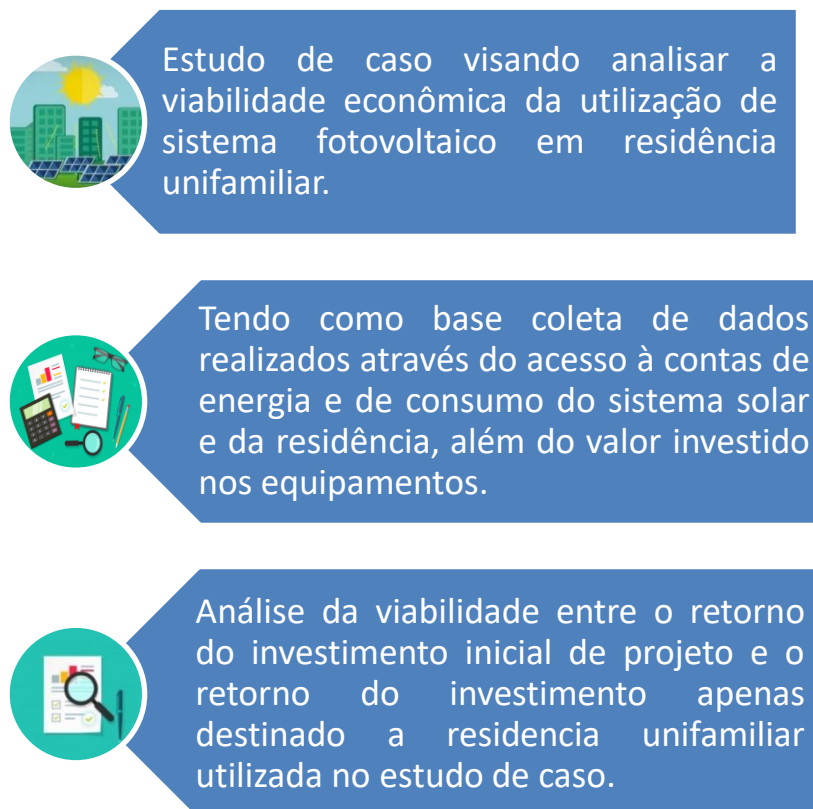 Estudo de caso visando analisar a
viabilidade econômica da utilização de
sistema fotovoltaico em residência
unifamiliar.
Tendo como base coleta de dados
realizados através do acesso à contas de
energia e de consumo do sistema solar
e da residência, além do valor investido
nos equipamentos.
Análise da viabilidade entre o retorno
do investimento inicial de projeto e o
retorno do investimento apenas
destinado a residencia unifamiliar
utilizada no estudo de caso.